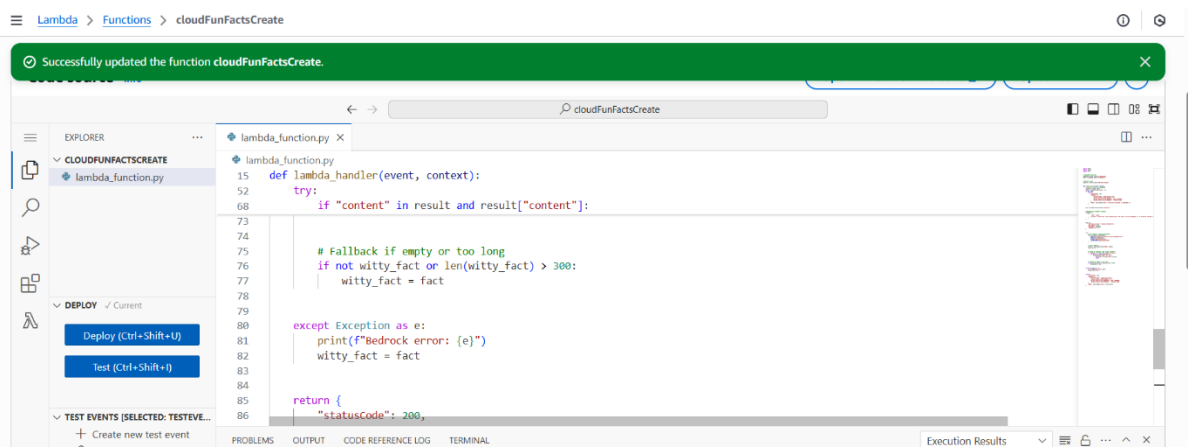 Lambda > Functions > cloudFunFactsCreate
Successfully updated the function cloudFunFactsCreate.
cloudFunFactsCreate
EXPLORER ...
lambda_function.py
CLOUDFUNFACTSCREATE
lambda_function.py
lambda_function.py
15 def lambda_handler(event, context):
52 try:
68 if "content" in result and result["content"]:
73
74
75 # Fallback if empty or too long
76 if not witty_fact or len(witty_fact) > 300:
77 witty_fact = fact
78
79
80 except Exception as e:
81 print(f"Bedrock error: {e}")
82 witty_fact = fact
83
84
85 return {
86 "statusCode": 200,
DEPLOY ✓ Current
Deploy (Ctrl+Shift+U)
Test (Ctrl+Shift+I)
TEST EVENTS [SELECTED: TESTEVE...
+ Create new test event
PROBLEMS OUTPUT CODE REFERENCE LOG TERMINAL
Execution Results